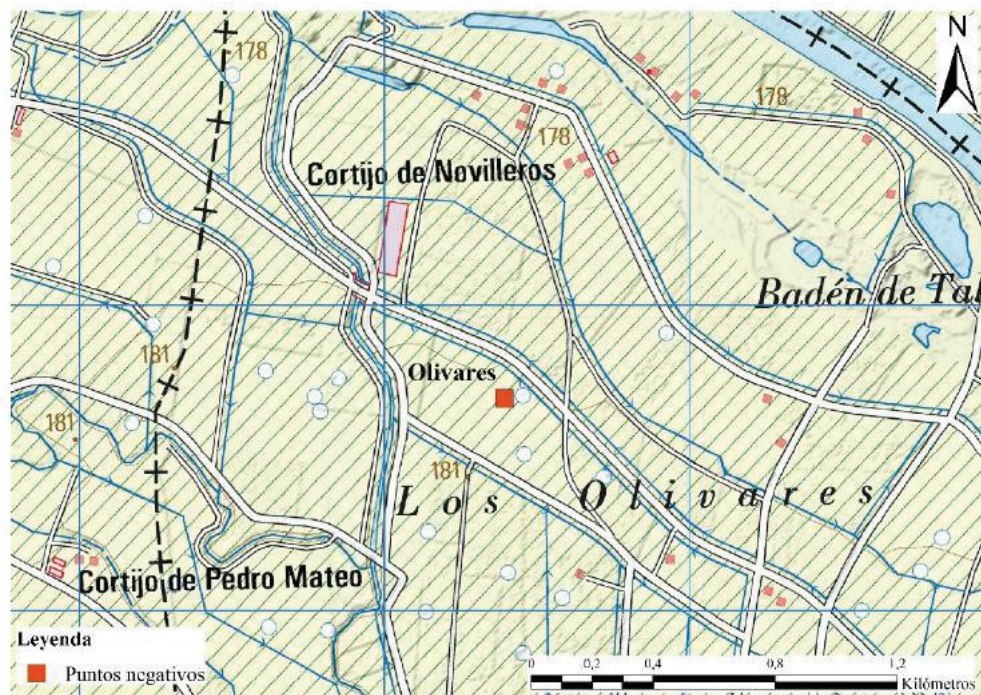 N
178
178
178
Cortijo de Novilleros
Badén de Tal
181
Olivares
181
181
Los Olivares
Cortijo de Pedro Mateo
Leyenda
Puntos negativos
0 0,2 0,4 0,8 1,2
Kilómetros